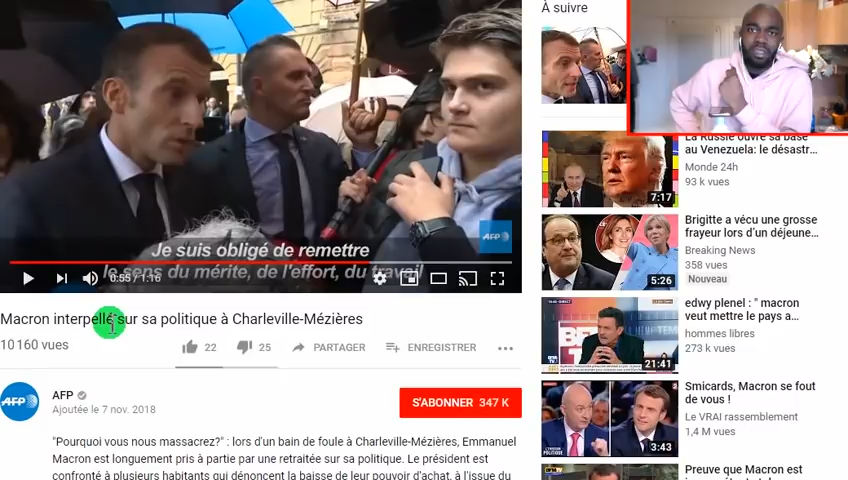 Je suis obligé de remettre
le sens du mérite, de l'effort, du travail
AFP
0:55 / 1:16
Macron interpellé sur sa politique à Charleville-Mézières
10 160 vues
22
25
PARTAGER
ENREGISTRER
AFP
AFP
Ajoutée le 7 nov. 2018
S'ABONNER 347 K
"Pourquoi vous nous massacrez?" : lors d'un bain de foule à Charleville-Mézières, Emmanuel
Macron est longuement pris à partie par une retraitée sur sa politique. Le président est
confronté à plusieurs habitants qui dénoncent la baisse de leur pouvoir d'achat, à l'issue du
À suivre
La Russie ouvre sa base
au Venezuela: le désastr...
Monde 24h
93 k vues
7:17
Brigitte a vécu une grosse
frayeur lors d'un déjeune...
Breaking News
358 vues
Nouveau
5:26
edwy plenel : " macron
veut mettre le pays a...
hommes libres
273 k vues
21:41
Smicards, Macron se fout
de vous !
Le VRAI rassemblement
1,4 M vues
3:43
Preuve que Macron est